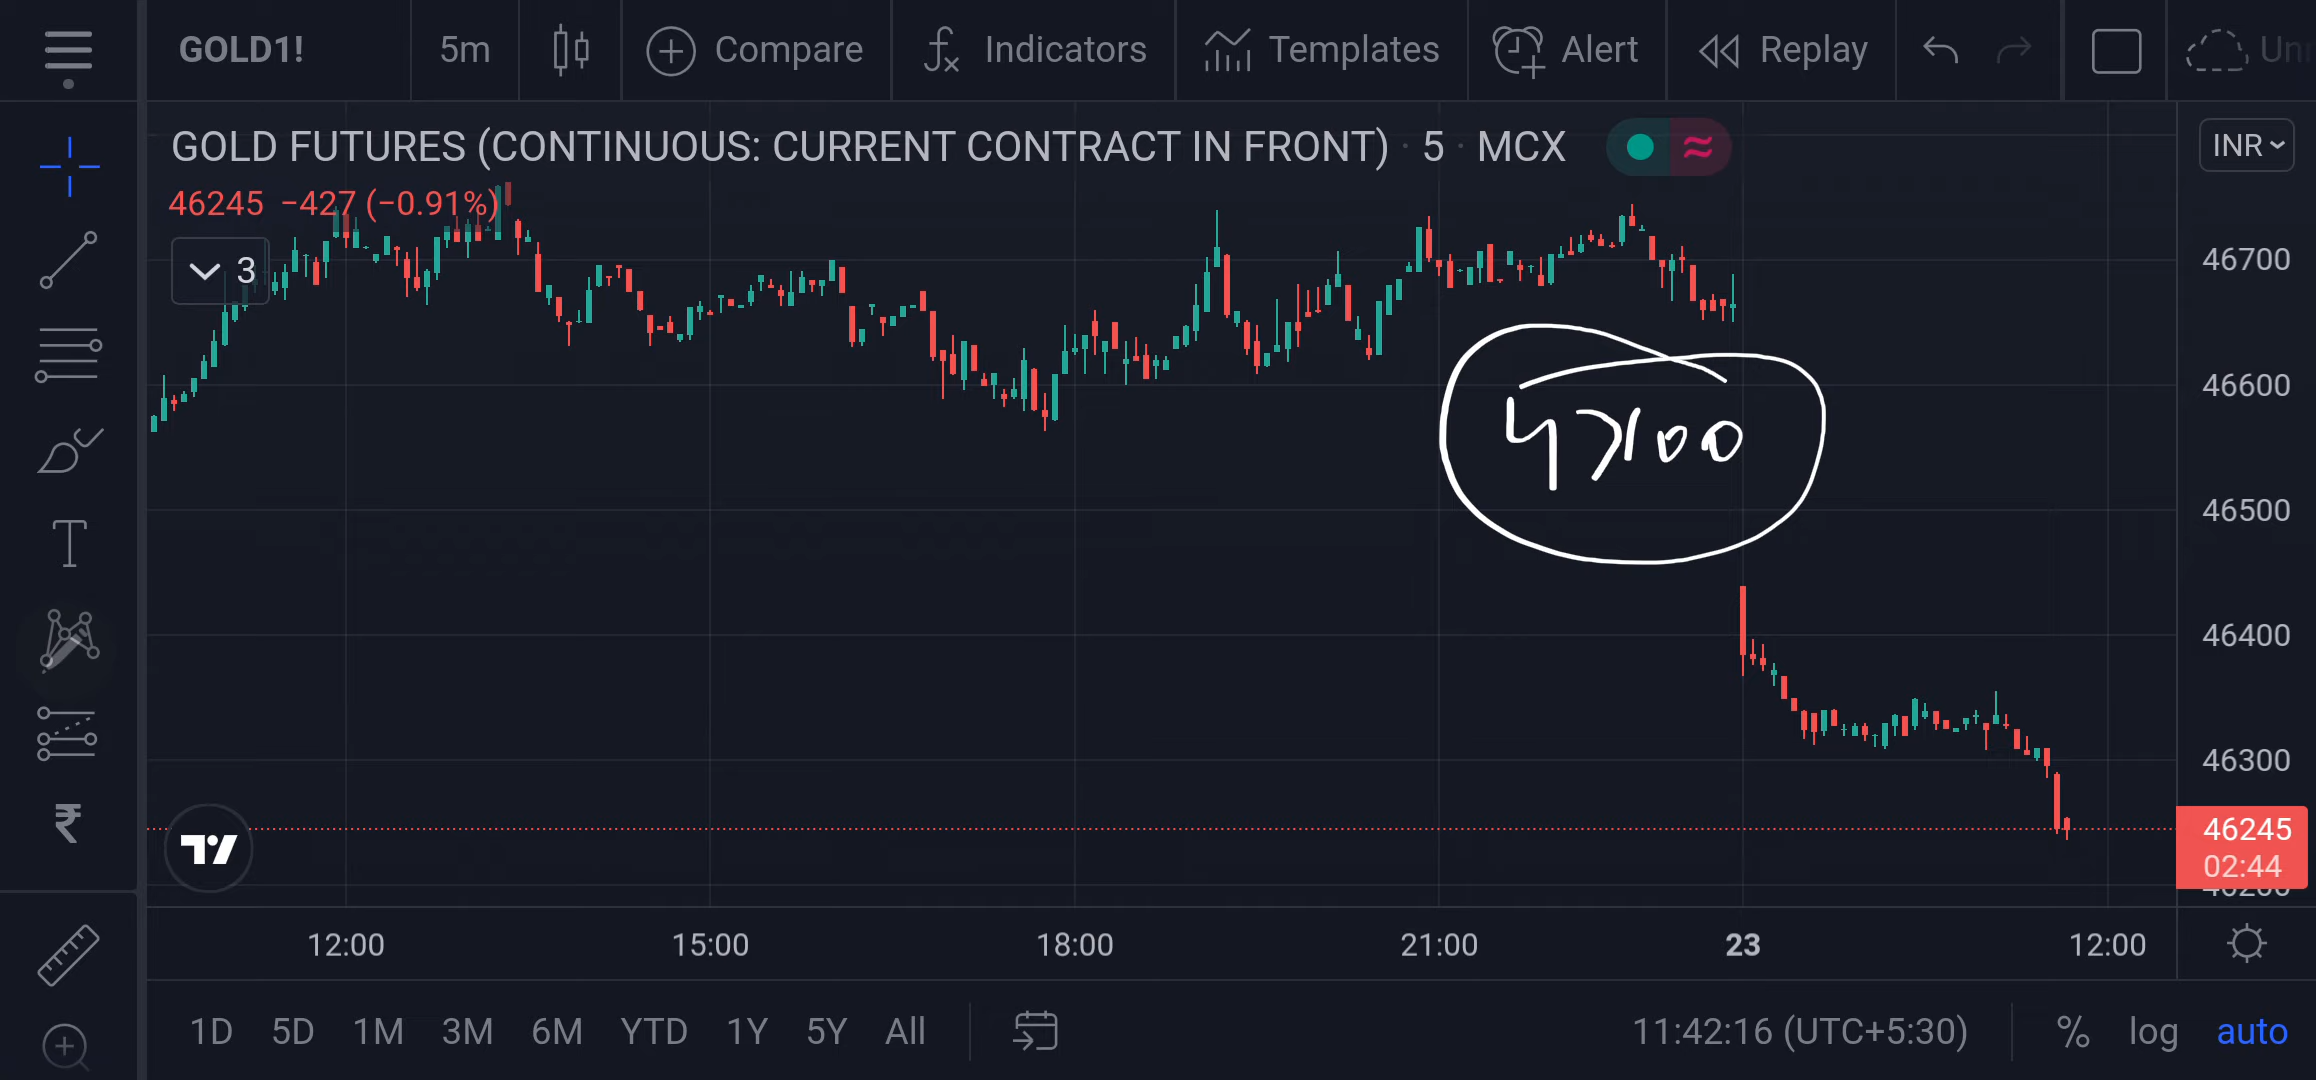 GOLD1!
5m
Compare
Indicators
Templates
Alert
Replay
GOLD FUTURES (CONTINUOUS: CURRENT CONTRACT IN FRONT) · 5 · MCX
INR
46245 −427 (−0.91%)
3
46700
46600
47100
46500
46400
46300
46245
02:44
12:00
15:00
18:00
21:00
23
12:00
1D
5D
1M
3M
6M
YTD
1Y
5Y
All
11:42:16 (UTC+5:30)
%
log
auto